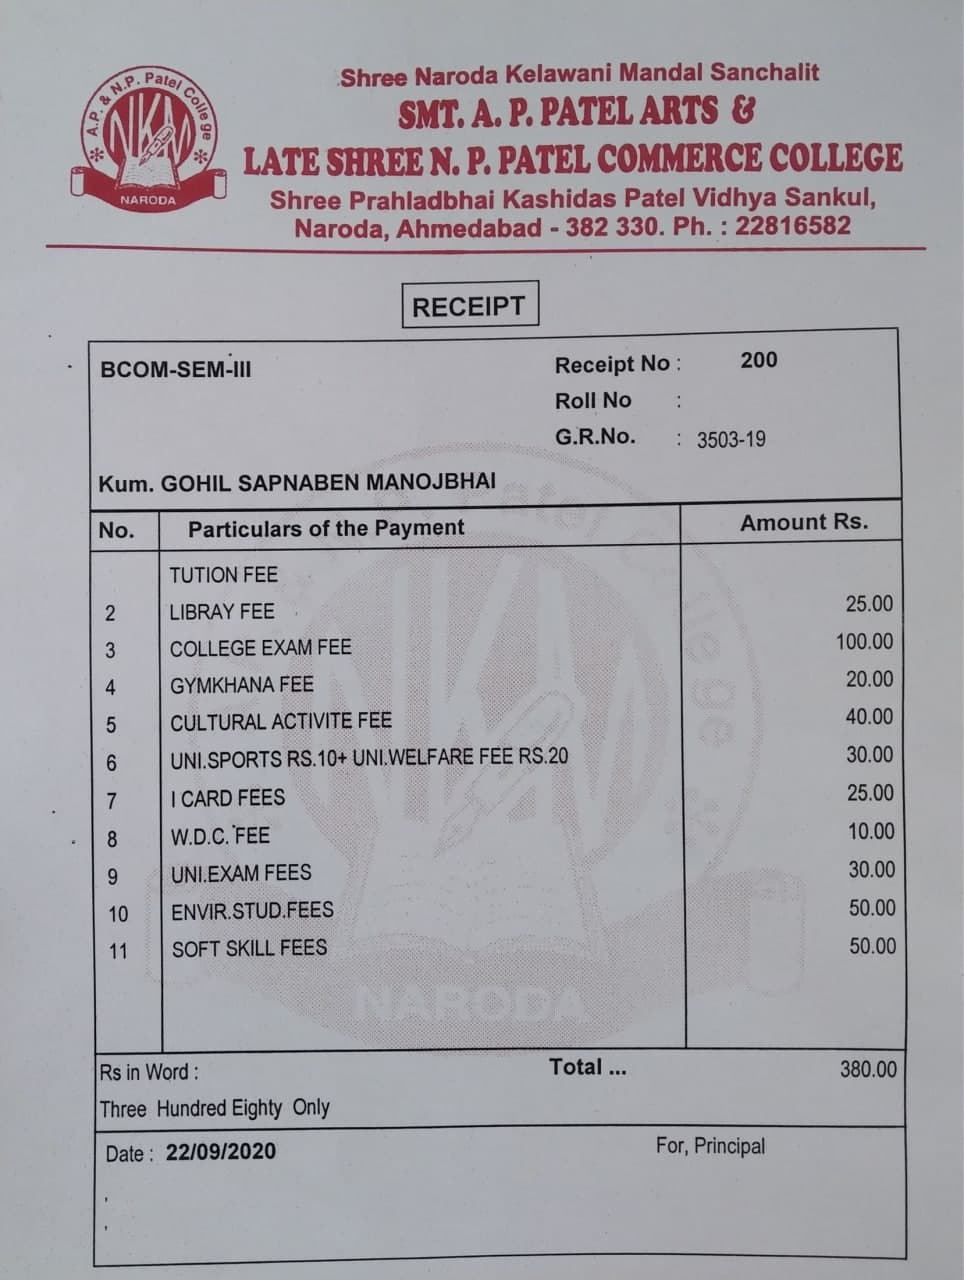 A.P. & N.P. Patel College
NARODA
Shree Naroda Kelawani Mandal Sanchalit
SMT. A. P. PATEL ARTS &
LATE SHREE N. P. PATEL COMMERCE COLLEGE
Shree Prahladbhai Kashidas Patel Vidhya Sankul,
Naroda, Ahmedabad - 382 330. Ph. : 22816582
RECEIPT
BCOM-SEM-III Receipt No : 200
Roll No :
G.R.No. : 3503-19
Kum. GOHIL SAPNABEN MANOJBHAI
No. Particulars of the Payment Amount Rs.
TUTION FEE
2 LIBRAY FEE 25.00
3 COLLEGE EXAM FEE 100.00
4 GYMKHANA FEE 20.00
5 CULTURAL ACTIVITE FEE 40.00
6 UNI.SPORTS RS.10+ UNI.WELFARE FEE RS.20 30.00
7 I CARD FEES 25.00
8 W.D.C. FEE 10.00
9 UNI.EXAM FEES 30.00
10 ENVIR.STUD.FEES 50.00
11 SOFT SKILL FEES 50.00
NARODA
Rs in Word : Total ... 380.00
Three Hundred Eighty Only
Date : 22/09/2020 For, Principal